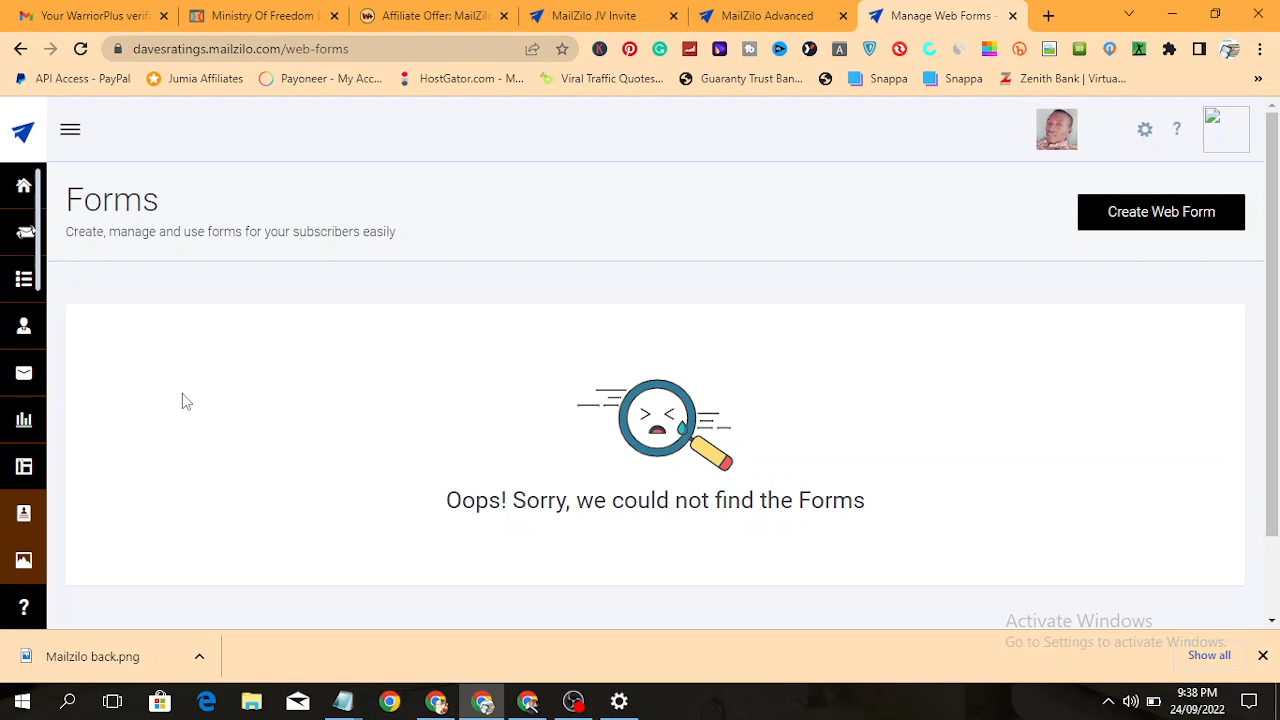 Your WarriorPlus verifi
Ministry Of Freedom
Affiliate Offer: MailZilo
MailZilo JV Invite
MailZilo Advanced
Manage Web Forms -
davesratings.mailzilo.com/web-forms
API Access - PayPal
Jumia Affiliates
Payoneer - My Acc...
HostGator.com - M...
Viral Traffic Quotes...
Guaranty Trust Ban...
Snappa
Snappa
Zenith Bank | Virtua...
Forms
Create, manage and use forms for your subscribers easily
Create Web Form
Oops! Sorry, we could not find the Forms
Activate Windows
Go to Settings to activate Windows.
Mailzilo back.png
Show all
9:38 PM
24/09/2022